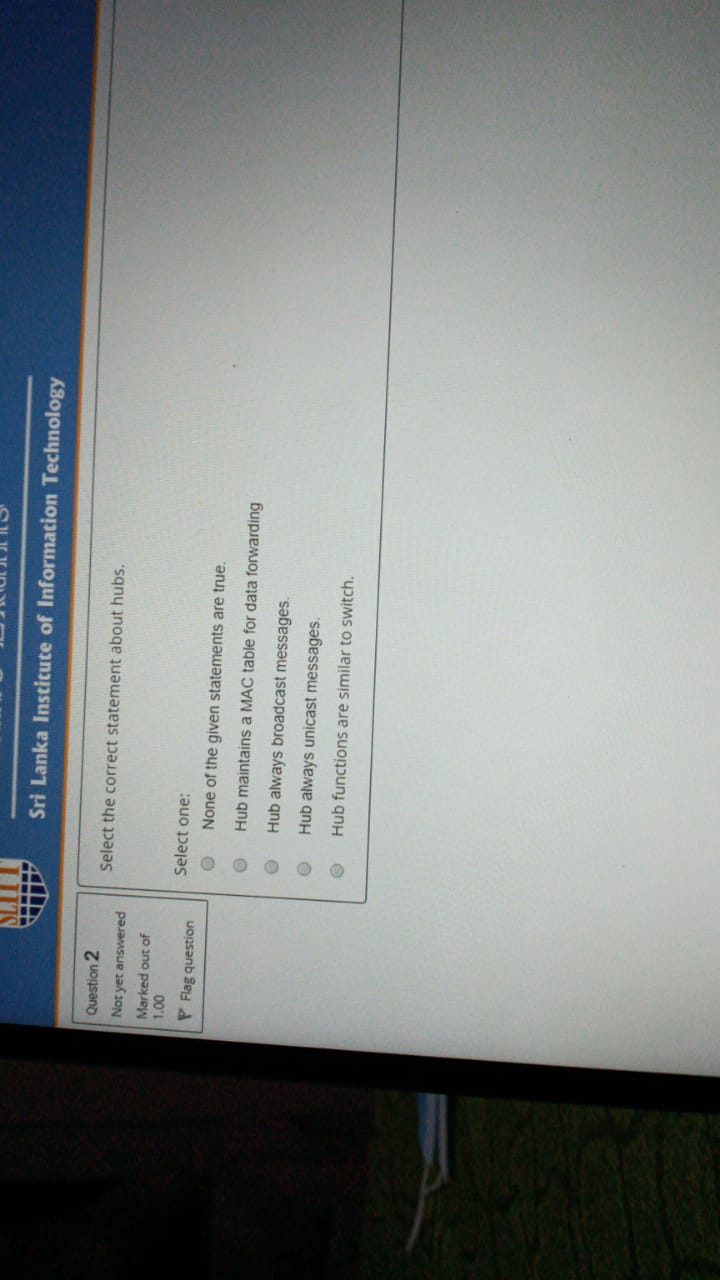 SLIIT
Sri Lanka Institute of Information Technology
Question 2
Not yet answered
Marked out of
1.00
Flag question
Select the correct statement about hubs.
Select one:
None of the given statements are true.
Hub maintains a MAC table for data forwarding
Hub always broadcast messages.
Hub always unicast messages.
Hub functions are similar to switch.